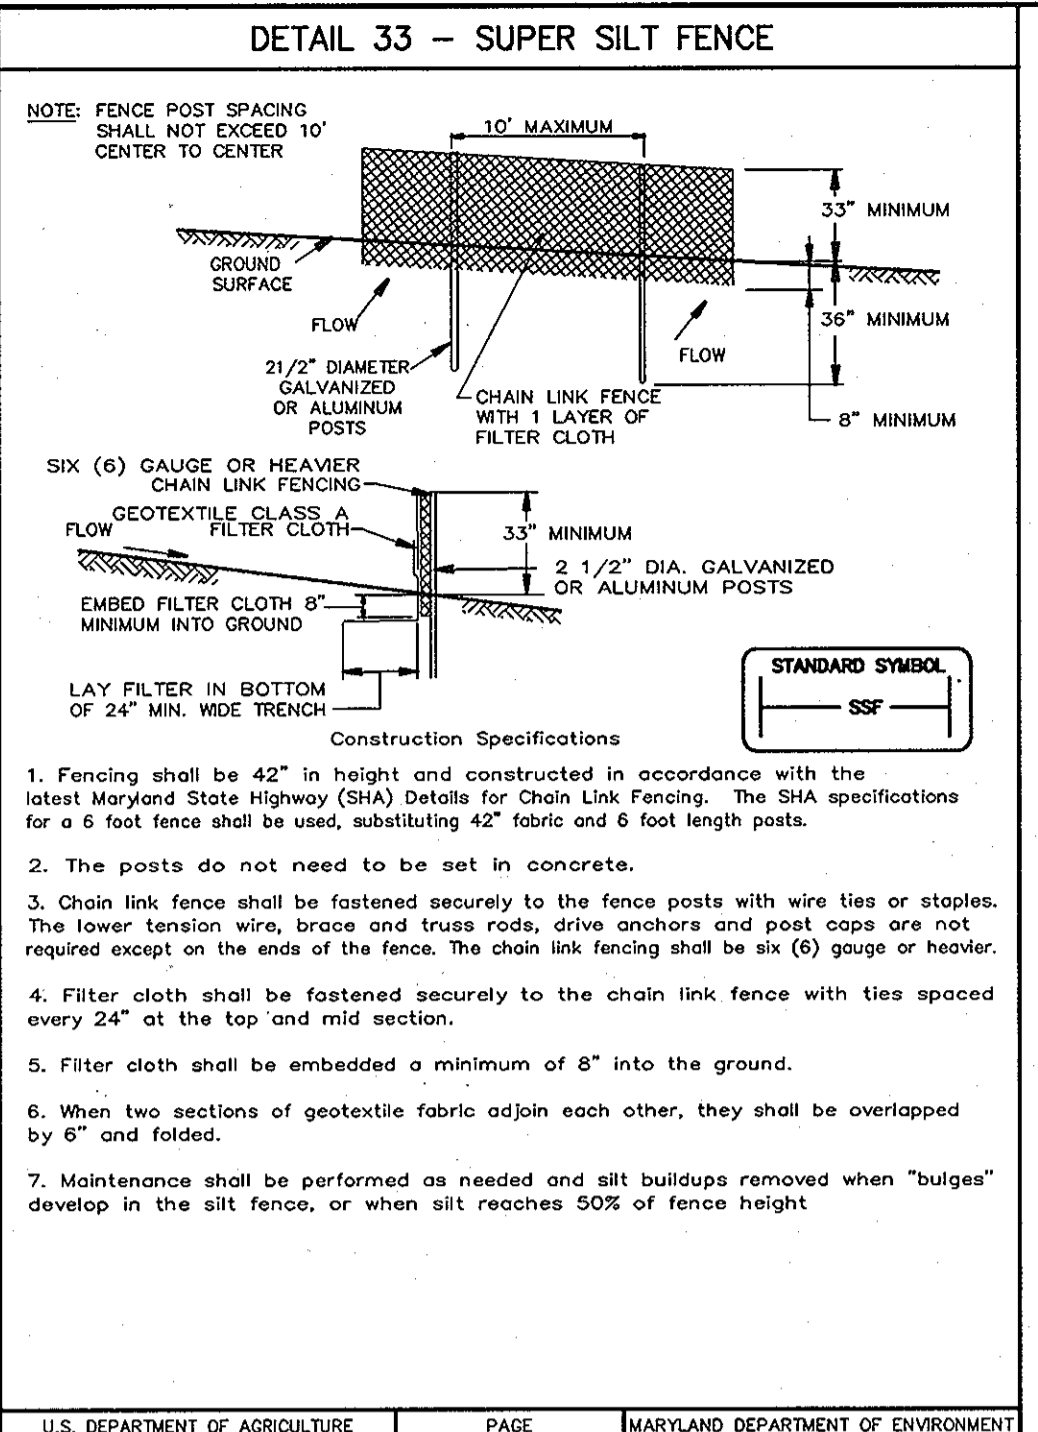 DETAIL 33 – SUPER SILT FENCE
NOTE: FENCE POST SPACING
SHALL NOT EXCEED 10'
CENTER TO CENTER
10' MAXIMUM
33" MINIMUM
GROUND
SURFACE
FLOW
FLOW
36" MINIMUM
21/2" DIAMETER
GALVANIZED
OR ALUMINUM
POSTS
CHAIN LINK FENCE
WITH 1 LAYER OF
FILTER CLOTH
8" MINIMUM
SIX (6) GAUGE OR HEAVIER
CHAIN LINK FENCING
GEOTEXTILE CLASS A
FILTER CLOTH
FLOW
33" MINIMUM
2 1/2" DIA. GALVANIZED
OR ALUMINUM POSTS
EMBED FILTER CLOTH 8"
MINIMUM INTO GROUND
LAY FILTER IN BOTTOM
OF 24" MIN. WIDE TRENCH
STANDARD SYMBOL
SSF
Construction Specifications
1. Fencing shall be 42" in height and constructed in accordance with the
latest Maryland State Highway (SHA) Details for Chain Link Fencing. The SHA specifications
for a 6 foot fence shall be used, substituting 42" fabric and 6 foot length posts.
2. The posts do not need to be set in concrete.
3. Chain link fence shall be fastened securely to the fence posts with wire ties or staples.
The lower tension wire, brace and truss rods, drive anchors and post caps are not
required except on the ends of the fence. The chain link fencing shall be six (6) gauge or heavier.
4. Filter cloth shall be fastened securely to the chain link fence with ties spaced
every 24" at the top and mid section.
5. Filter cloth shall be embedded a minimum of 8" into the ground.
6. When two sections of geotextile fabric adjoin each other, they shall be overlapped
by 6" and folded.
7. Maintenance shall be performed as needed and silt buildups removed when "bulges"
develop in the silt fence, or when silt reaches 50% of fence height
U.S. DEPARTMENT OF AGRICULTURE
PAGE
MARYLAND DEPARTMENT OF ENVIRONMENT